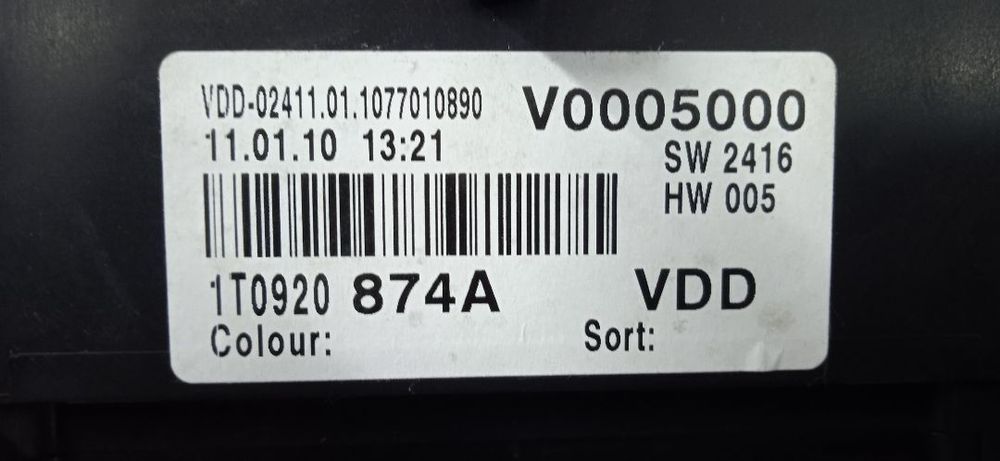 VDD-02411.01.1077010890 V0005000
11.01.10 13:21 SW 2416
HW 005
1T0920 874A VDD
Colour: Sort: